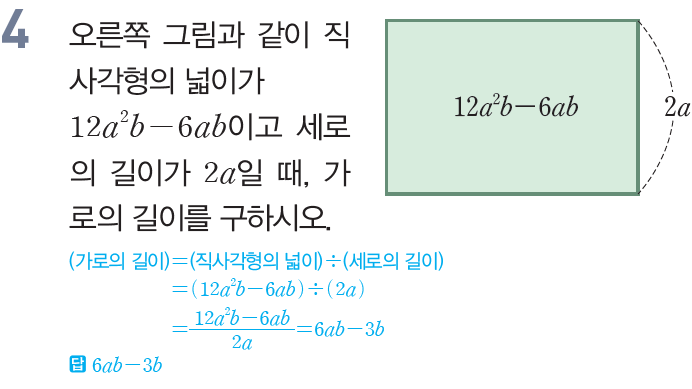 4
오른쪽 그림과 같이 직
사각형의 넓이가
12a²b-6ab이고 세로
의 길이가 2a일 때, 가
로의 길이를 구하시오.
12a²b-6ab
2a
(가로의 길이)=(직사각형의 넓이)÷(세로의 길이)
=(12a²b-6ab)÷(2a)
=\frac{12a²b-6ab}{2a}=6ab-3b
답 6ab-3b